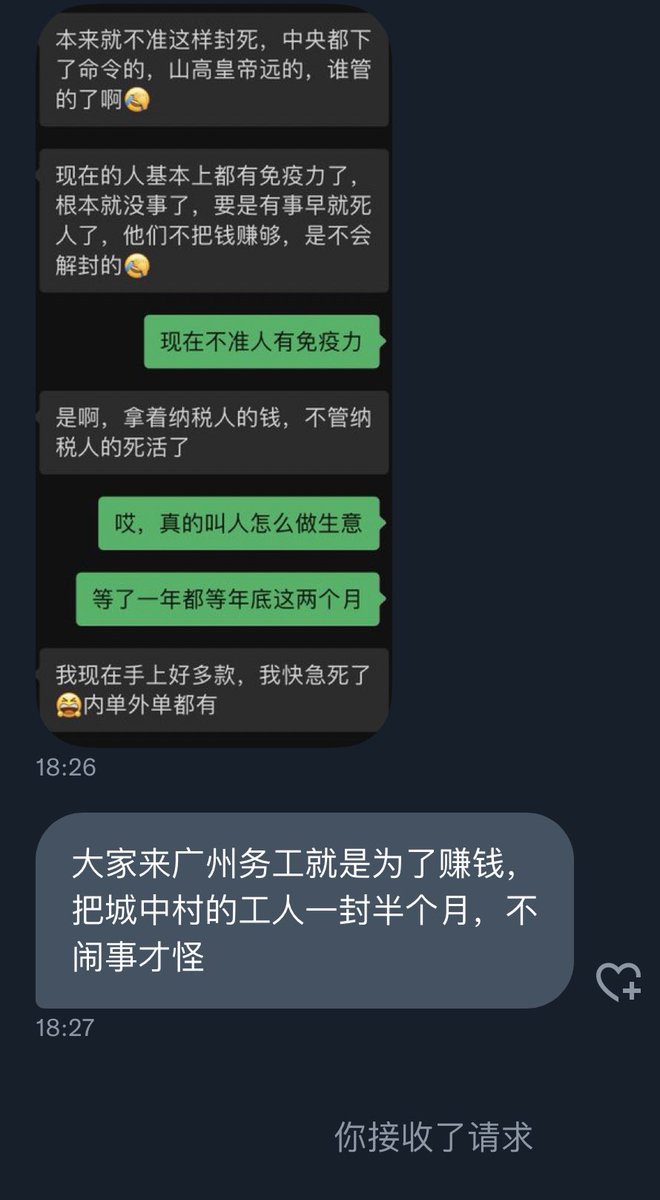 本来就不准这样封死，中央都下
了命令的，山高皇帝远的，谁管
的了啊🤣
现在的人基本上都有免疫力了，
根本就没事了，要是有事早就死
人了，他们不把钱赚够，是不会
解封的🤣
现在不准人有免疫力
是啊，拿着纳税人的钱，不管纳
税人的死活了
哎，真的叫人怎么做生意
等了一年都等年底这两个月
我现在手上好多款，我快急死了
😫内单外单都有
18:26
大家来广州务工就是为了赚钱，
把城中村的工人一封半个月，不
闹事才怪
18:27
你接收了请求